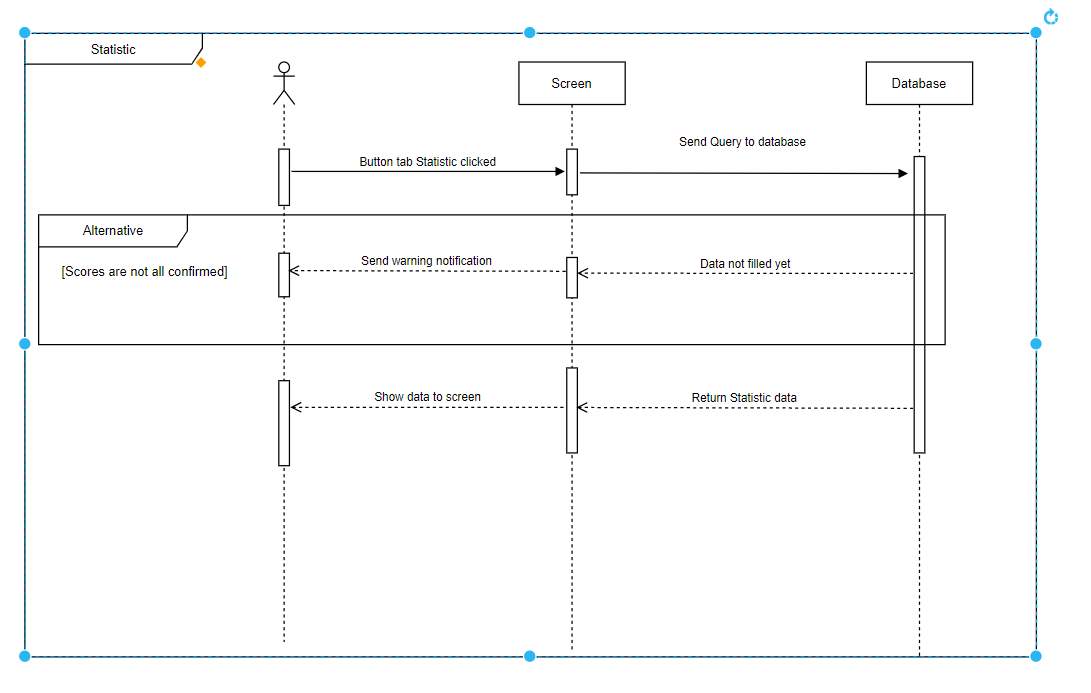 Statistic
Screen
Database
Send Query to database
Button tab Statistic clicked
Alternative
[Scores are not all confirmed]
Send warning notification
Data not filled yet
Show data to screen
Return Statistic data